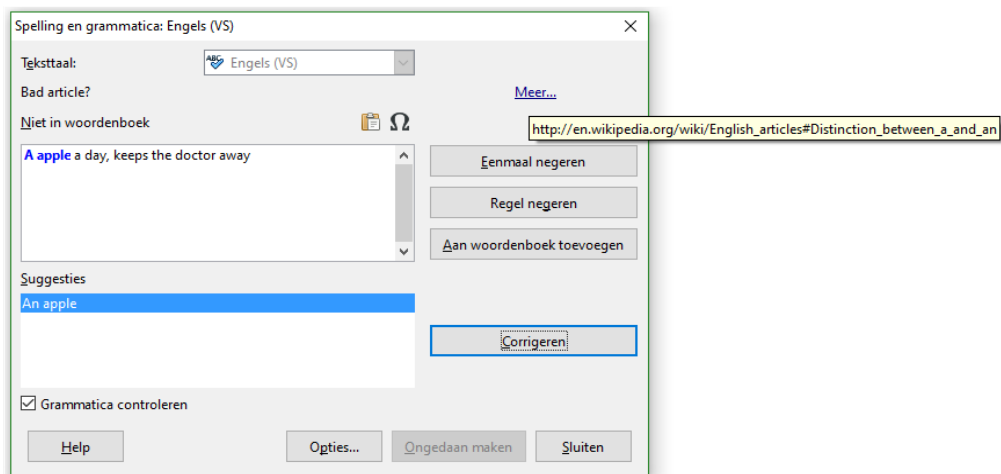 Spelling en grammatica: Engels (VS)
Teksttaal: ABC Engels (VS)
Bad article? Meer...
Niet in woordenboek Ω
http://en.wikipedia.org/wiki/English_articles#Distinction_between_a_and_an
A apple a day, keeps the doctor away
Eenmaal negeren
Regel negeren
Aan woordenboek toevoegen
Suggesties
An apple
Corrigeren
Grammatica controleren
Help Opties... Ongedaan maken Sluiten